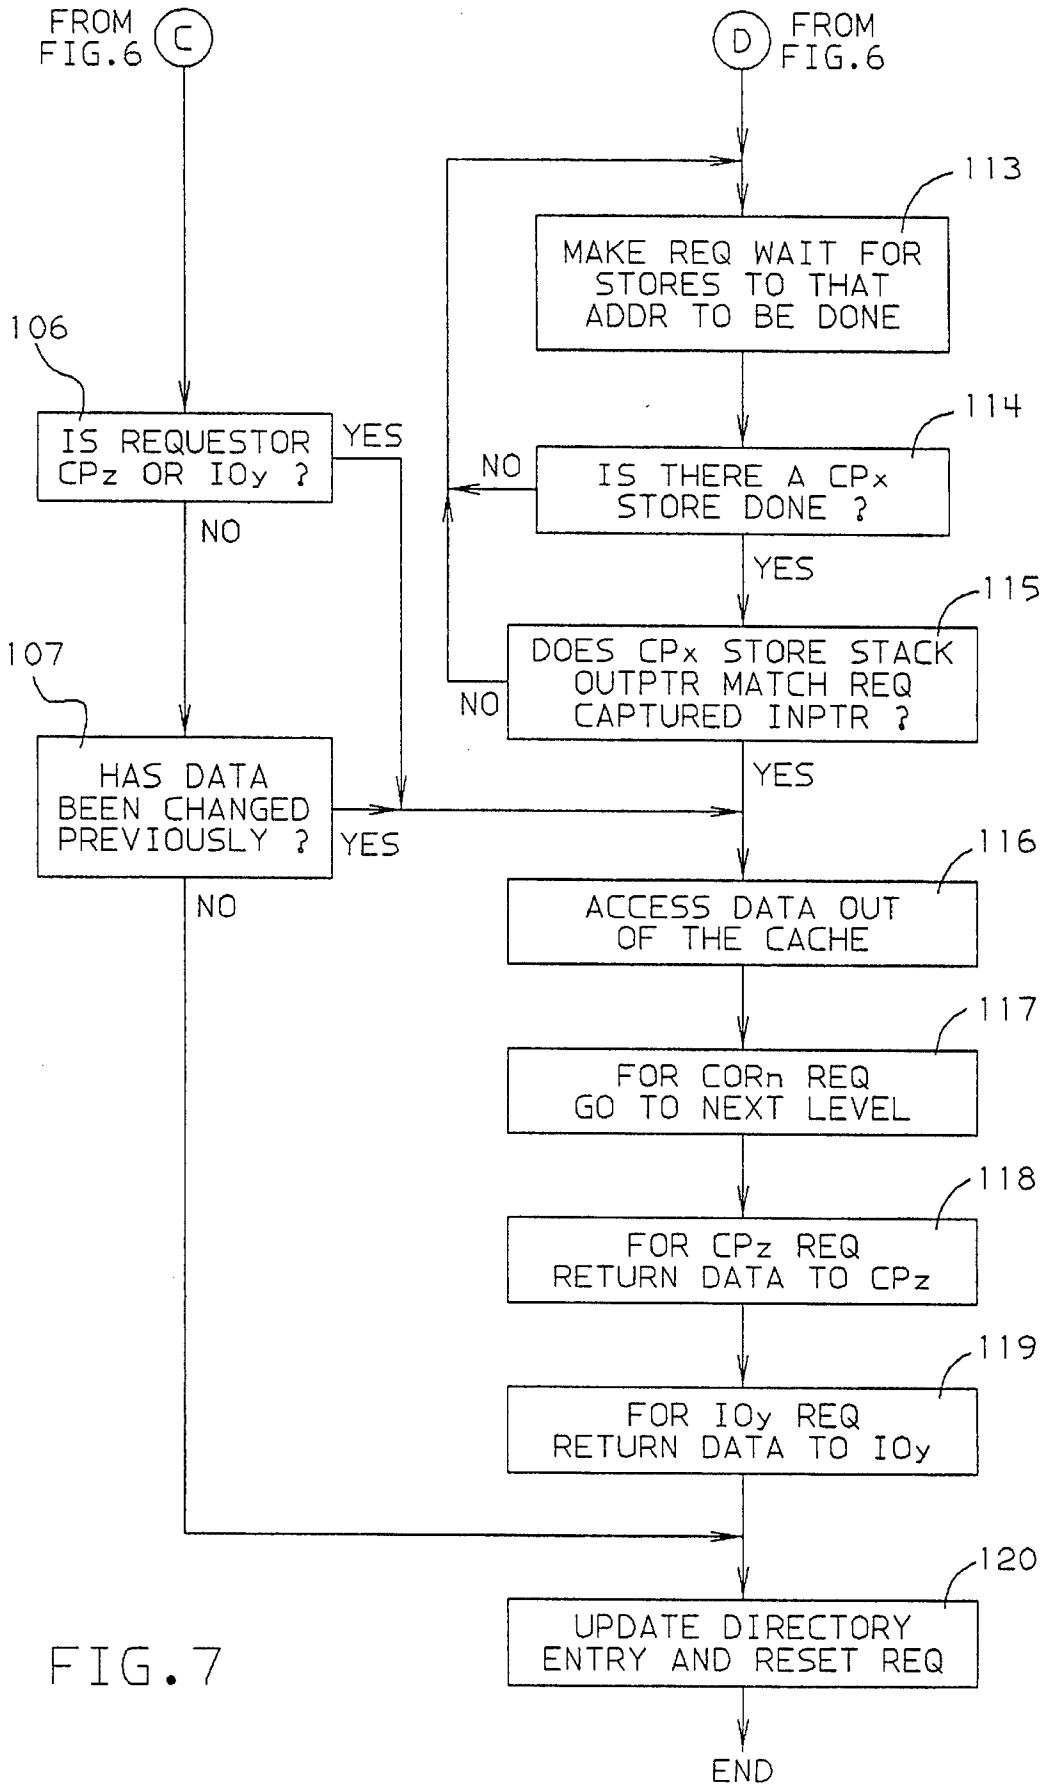 FROM
FIG.6
C
D
FROM
FIG.6
113
MAKE REQ WAIT FOR
STORES TO THAT
ADDR TO BE DONE
106
IS REQUESTOR
CPz OR IOy ?
YES
NO
114
IS THERE A CPx
STORE DONE ?
NO
YES
115
DOES CPx STORE STACK
OUTPTR MATCH REQ
CAPTURED INPTR ?
NO
YES
107
HAS DATA
BEEN CHANGED
PREVIOUSLY ?
YES
NO
116
ACCESS DATA OUT
OF THE CACHE
117
FOR CORn REQ
GO TO NEXT LEVEL
118
FOR CPz REQ
RETURN DATA TO CPz
119
FOR IOy REQ
RETURN DATA TO IOy
120
UPDATE DIRECTORY
ENTRY AND RESET REQ
END
FIG.7